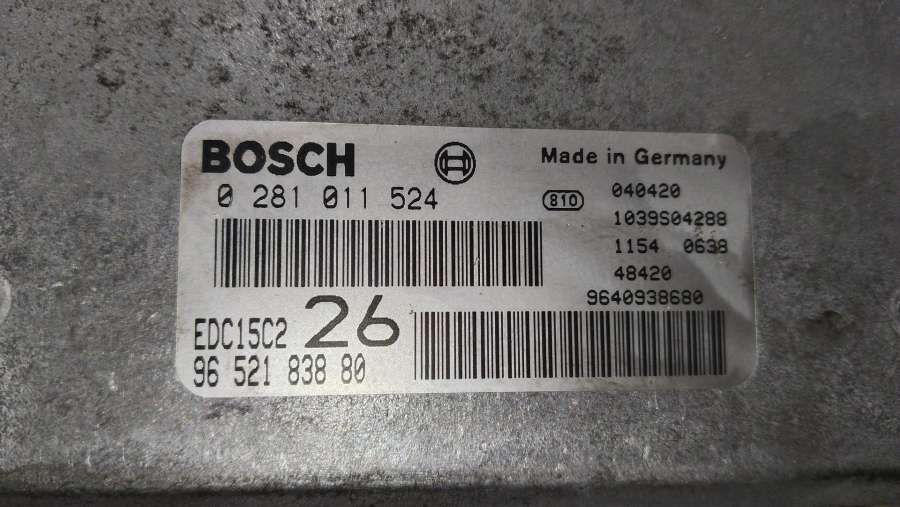 BOSCH
Made in Germany
0 281 011 524
810
040420
1039S04288
1154 0638
48420
9640938680
EDC15C2 26
96 521 838 80